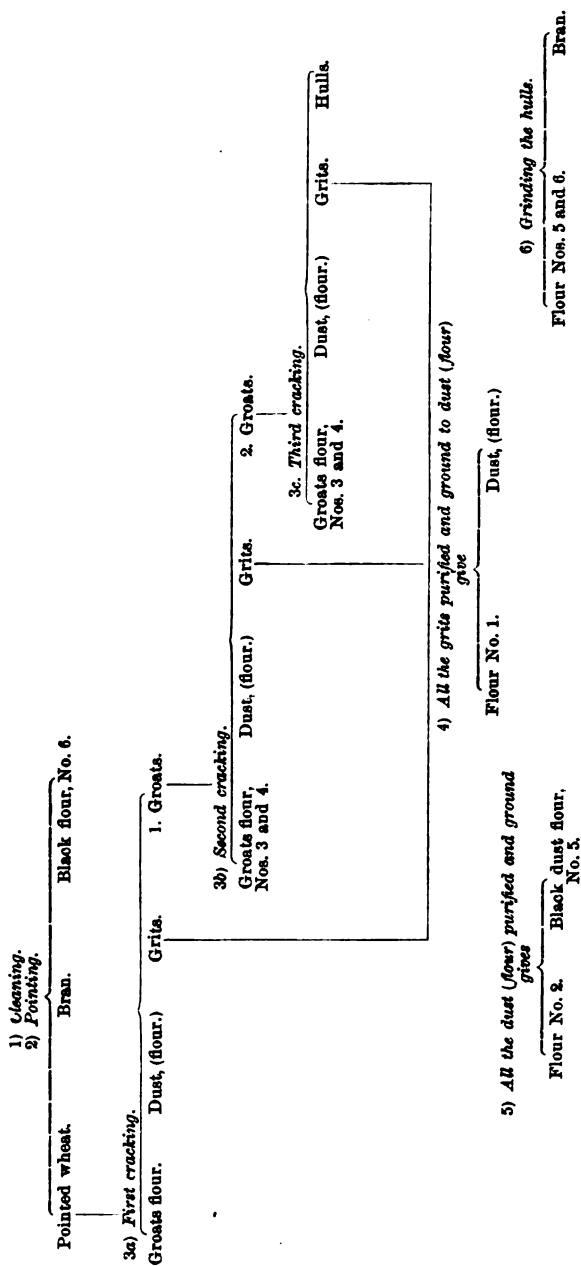 1) Cleaning.
2) Pointing.
Pointed wheat. Bran. Black flour, No. 6.
3a) First cracking.
Groats flour. Dust, (flour.) Grits. 1. Groats.
3b) Second cracking.
Groats flour, Dust, (flour.) Grits. 2. Groats.
Nos. 3 and 4.
3c. Third cracking.
Groats flour, Dust, (flour.) Grits. Hulls.
Nos. 3 and 4.
4) All the grits purified and ground to dust (flour)
give
Flour No. 1. Dust, (flour.)
5) All the dust (flour) purified and ground
gives
Flour No. 2. Black dust flour,
No. 5.
6) Grinding the hulls.
Flour Nos. 5 and 6. Bran.